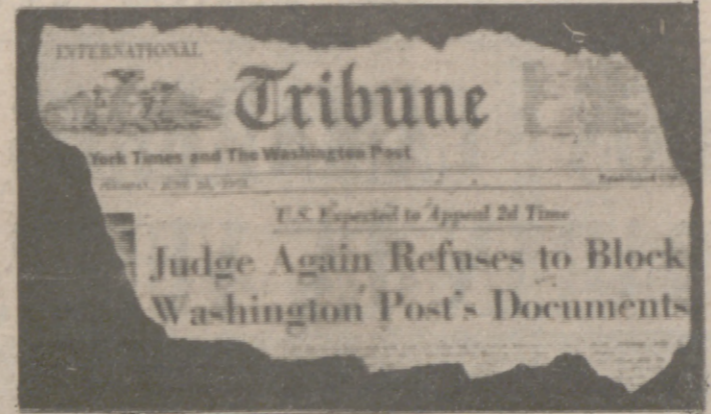 INTERNATIONAL
Tribune
York Times and The Washington Post
U.S. Expected to Appeal 2d Time
Judge Again Refuses to Block
Washington Post's Documents